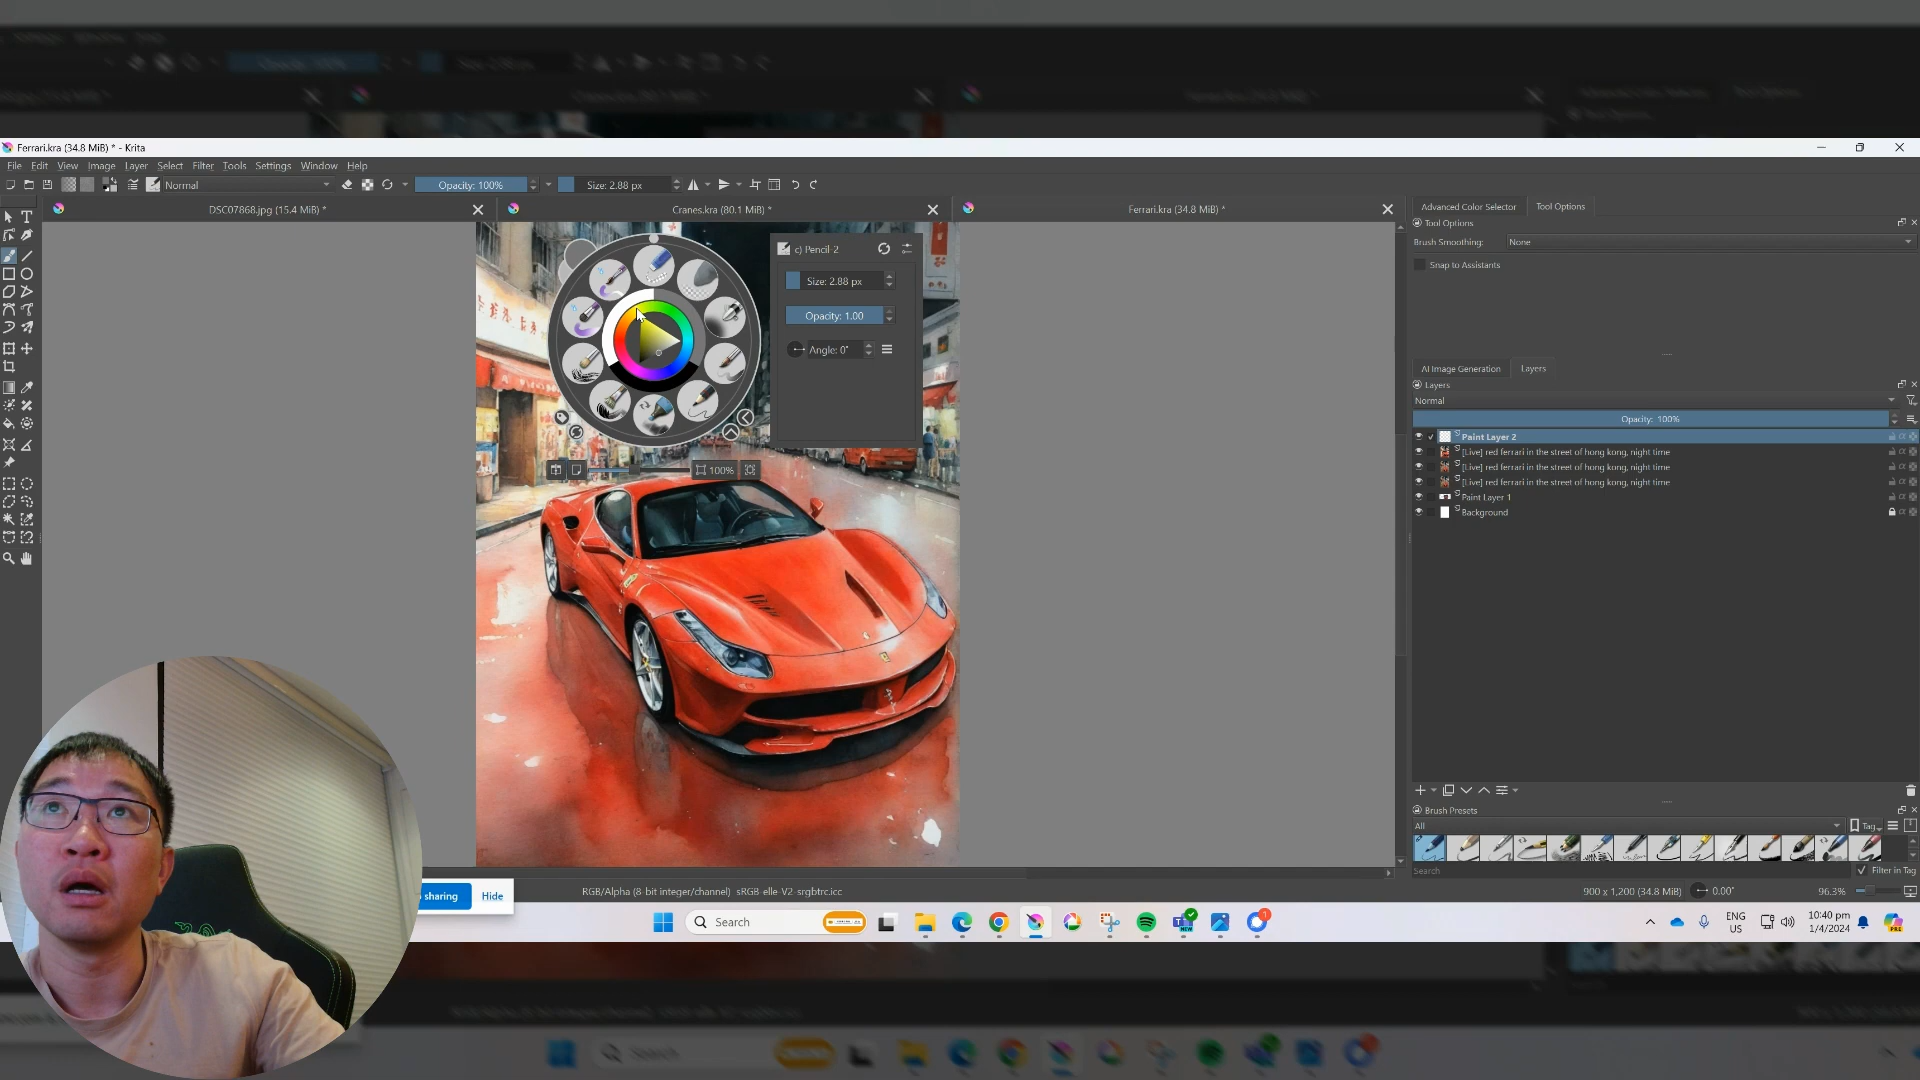 Ferrari.kra (34.8 MiB) * - Krita
File Edit View Image Layer Select Filter Tools Settings Window Help
Normal
Opacity: 100%
Size: 2.88 px
DSC07868.jpg (15.4 MiB) *
Cranes.kra (80.1 MiB) *
Ferrari.kra (34.8 MiB) *
Advanced Color Selector
Tool Options
Tool Options
Brush Smoothing: None
Snap to Assistants
c) Pencil-2
Size: 2.88 px
Opacity: 1.00
Angle: 0°
100%
AI Image Generation
Layers
Layers
Normal
Opacity: 100%
Paint Layer 2
[Live] red ferrari in the street of hong kong, night time
[Live] red ferrari in the street of hong kong, night time
[Live] red ferrari in the street of hong kong, night time
Paint Layer 1
Background
Brush Presets
All
Tag
Search
Filter in Tag
RGB/Alpha (8-bit integer/channel) sRGB-elle-V2-srgbtrc.icc
900 x 1,200 (34.8 MiB)
0.00°
96.3%
sharing
Hide
Search
NEW
1
ENG
US
10:40 pm
1/4/2024
PRE